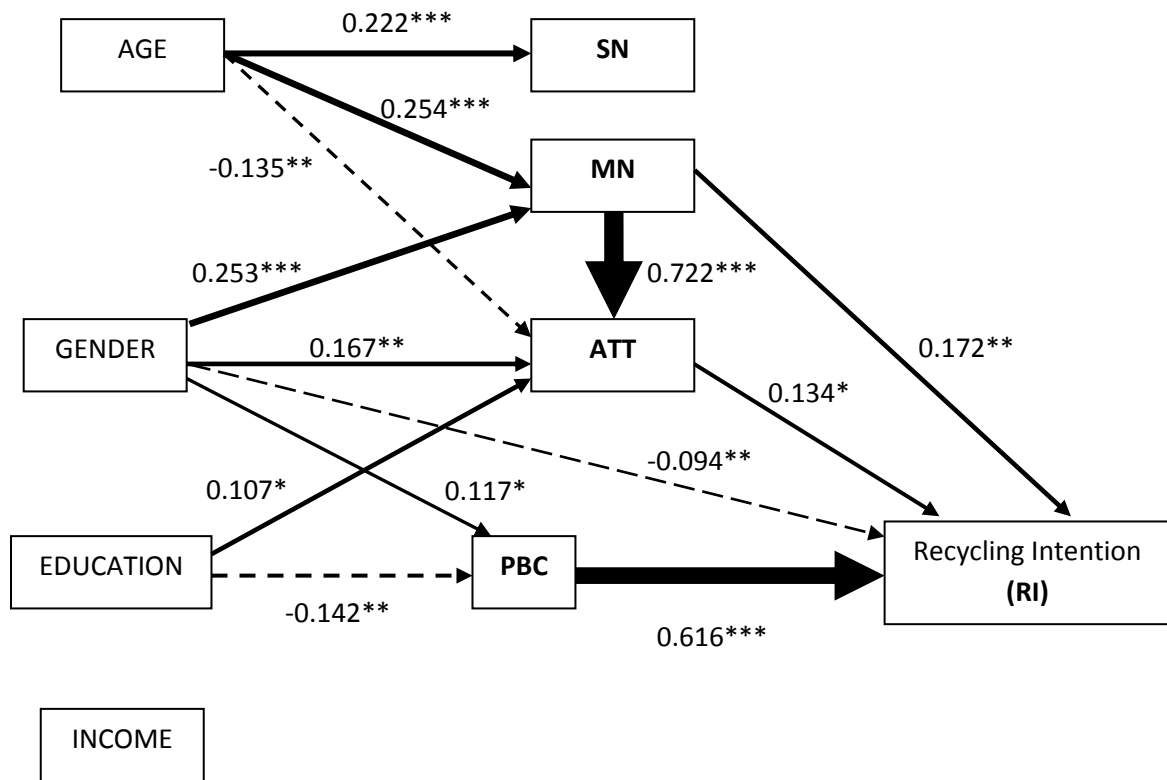 0.222***
AGE
SN
0.254***
-0.135**
MN
0.253***
0.722***
GENDER
0.167**
ATT
0.172**
0.134*
-0.094**
0.107*
0.117*
EDUCATION
PBC
Recycling Intention
(RI)
-0.142**
0.616***
INCOME